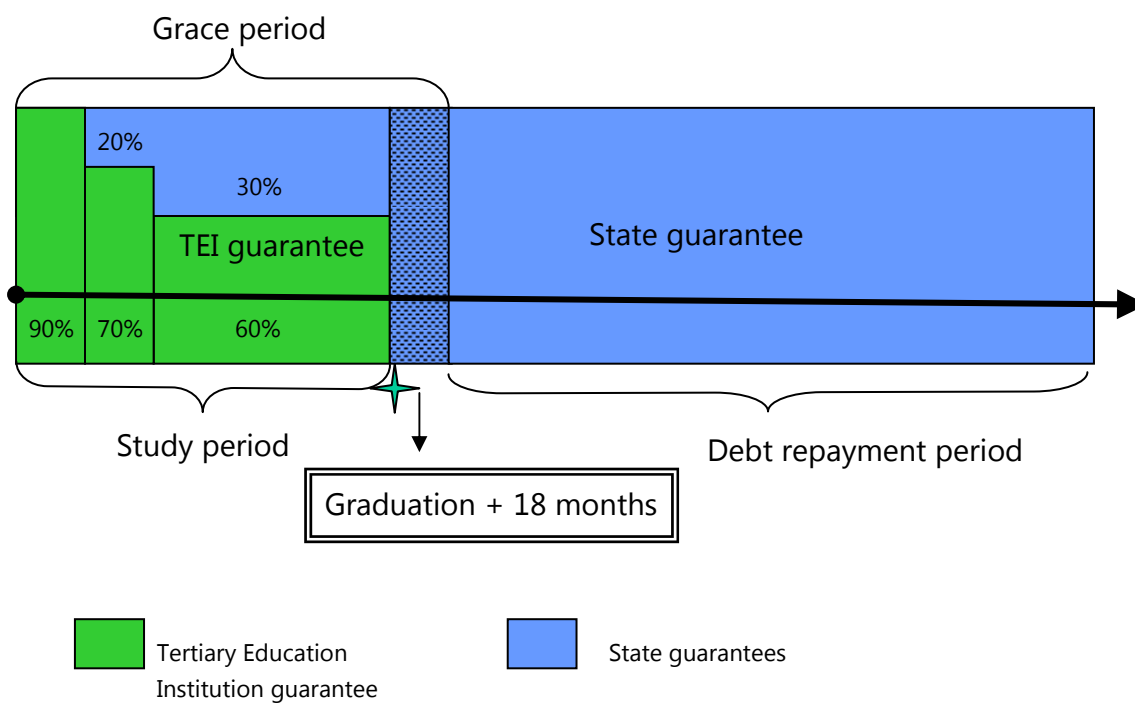 Grace period
20%
30%
TEI guarantee
State guarantee
90%
70%
60%
Study period
Debt repayment period
Graduation + 18 months
Tertiary Education
Institution guarantee
State guarantees